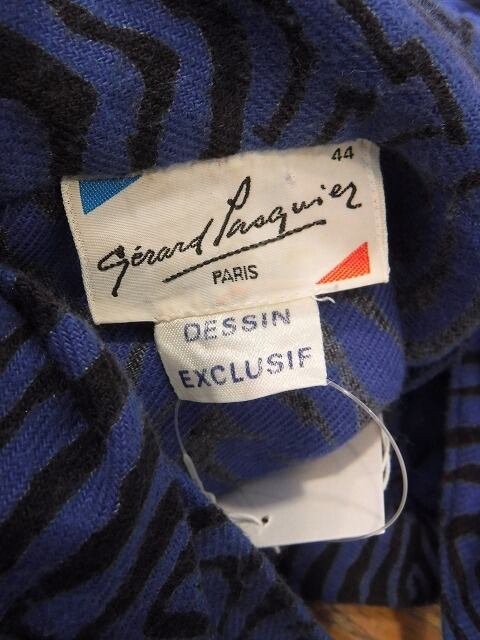 44
Gérard Pasquier
PARIS
DESSIN
EXCLUSIF